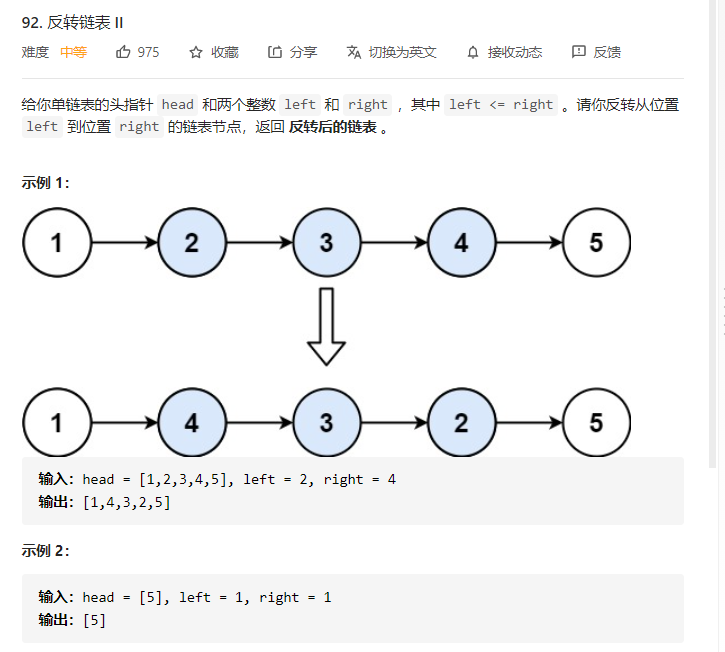 92. 反转链表 II
难度 中等 975 收藏 分享 切换为英文 接收动态 反馈
给你单链表的头指针 head 和两个整数 left 和 right ，其中 left <= right 。请你反转从位置
left 到位置 right 的链表节点，返回 反转后的链表 。
示例 1：
1 2 3 4 5
1 4 3 2 5
输入：head = [1,2,3,4,5], left = 2, right = 4
输出：[1,4,3,2,5]
示例 2：
输入：head = [5], left = 1, right = 1
输出：[5]